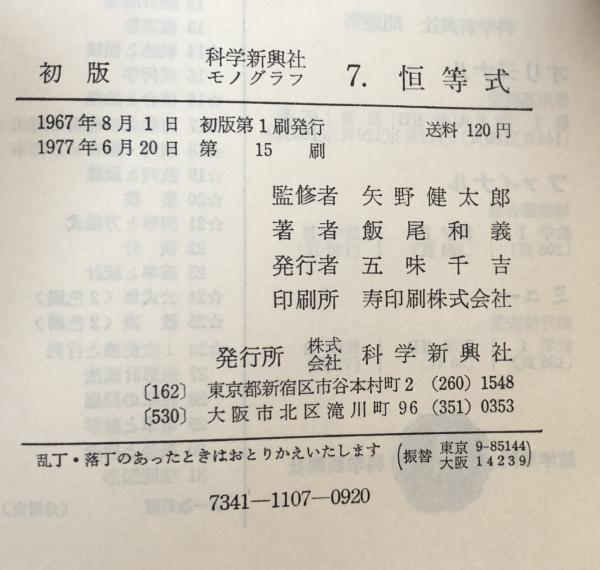 初版 科学新興社モノグラフ 7. 恒等式
1967年8月1日 初版第1刷発行 送料 120円
1977年6月20日 第15刷
監修者 矢野健太郎
著者 飯尾和義
発行者 五味千吉
印刷所 寿印刷株式会社
発行所 株式会社 科学新興社
〔162〕 東京都新宿区市谷本村町2 (260) 1548
〔530〕 大阪市北区滝川町96 (351) 0353
乱丁・落丁のあったときはおとりかえいたします (振替 東京 9-85144 大阪 14239)
7341—1107—0920